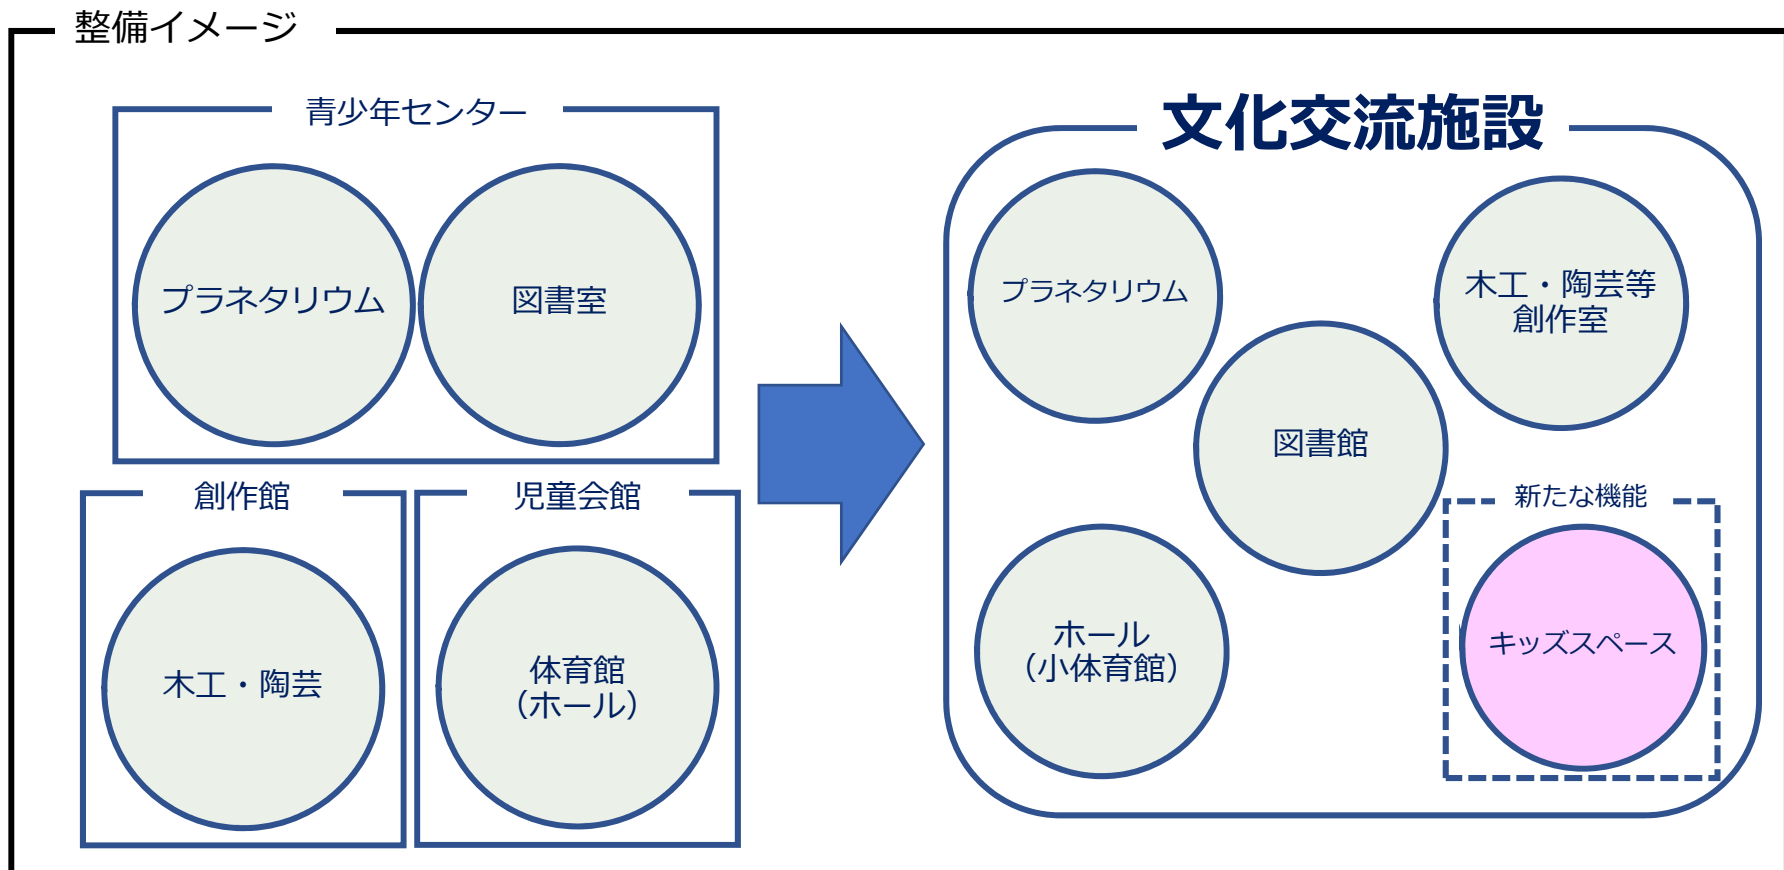 整備イメージ
青少年センター
プラネタリウム
図書室
創作館
木工・陶芸
児童会館
体育館
（ホール）
文化交流施設
プラネタリウム
木工・陶芸等
創作室
図書館
ホール
（小体育館）
新たな機能
キッズスペース